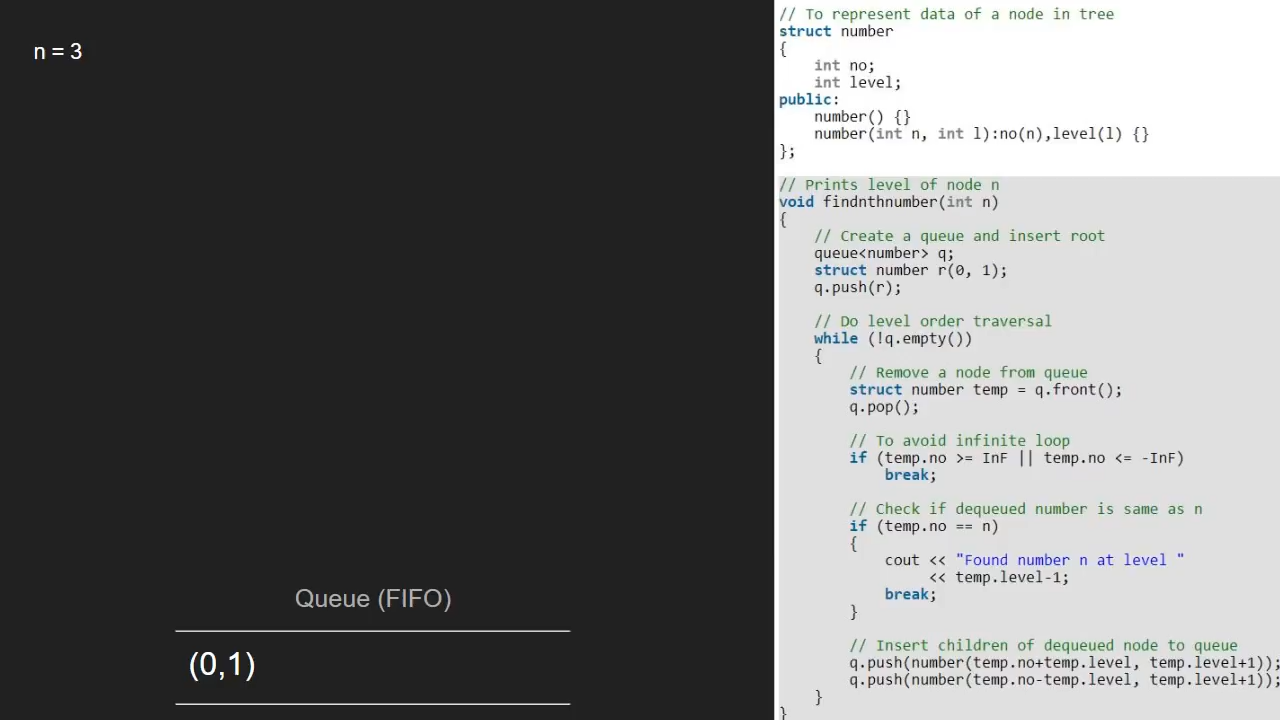 n = 3
Queue (FIFO)
(0,1)
// To represent data of a node in tree
struct number
{
    int no;
    int level;
public:
    number() {}
    number(int n, int l):no(n),level(l) {}
};
// Prints level of node n
void findnthnumber(int n)
{
    // Create a queue and insert root
    queue<number> q;
    struct number r(0, 1);
    q.push(r);
    // Do level order traversal
    while (!q.empty())
    {
        // Remove a node from queue
        struct number temp = q.front();
        q.pop();
        // To avoid infinite loop
        if (temp.no >= InF || temp.no <= -InF)
            break;
        // Check if dequeued number is same as n
        if (temp.no == n)
        {
            cout << "Found number n at level "
                 << temp.level-1;
            break;
        }
        // Insert children of dequeued node to queue
        q.push(number(temp.no+temp.level, temp.level+1));
        q.push(number(temp.no-temp.level, temp.level+1));
    }
}